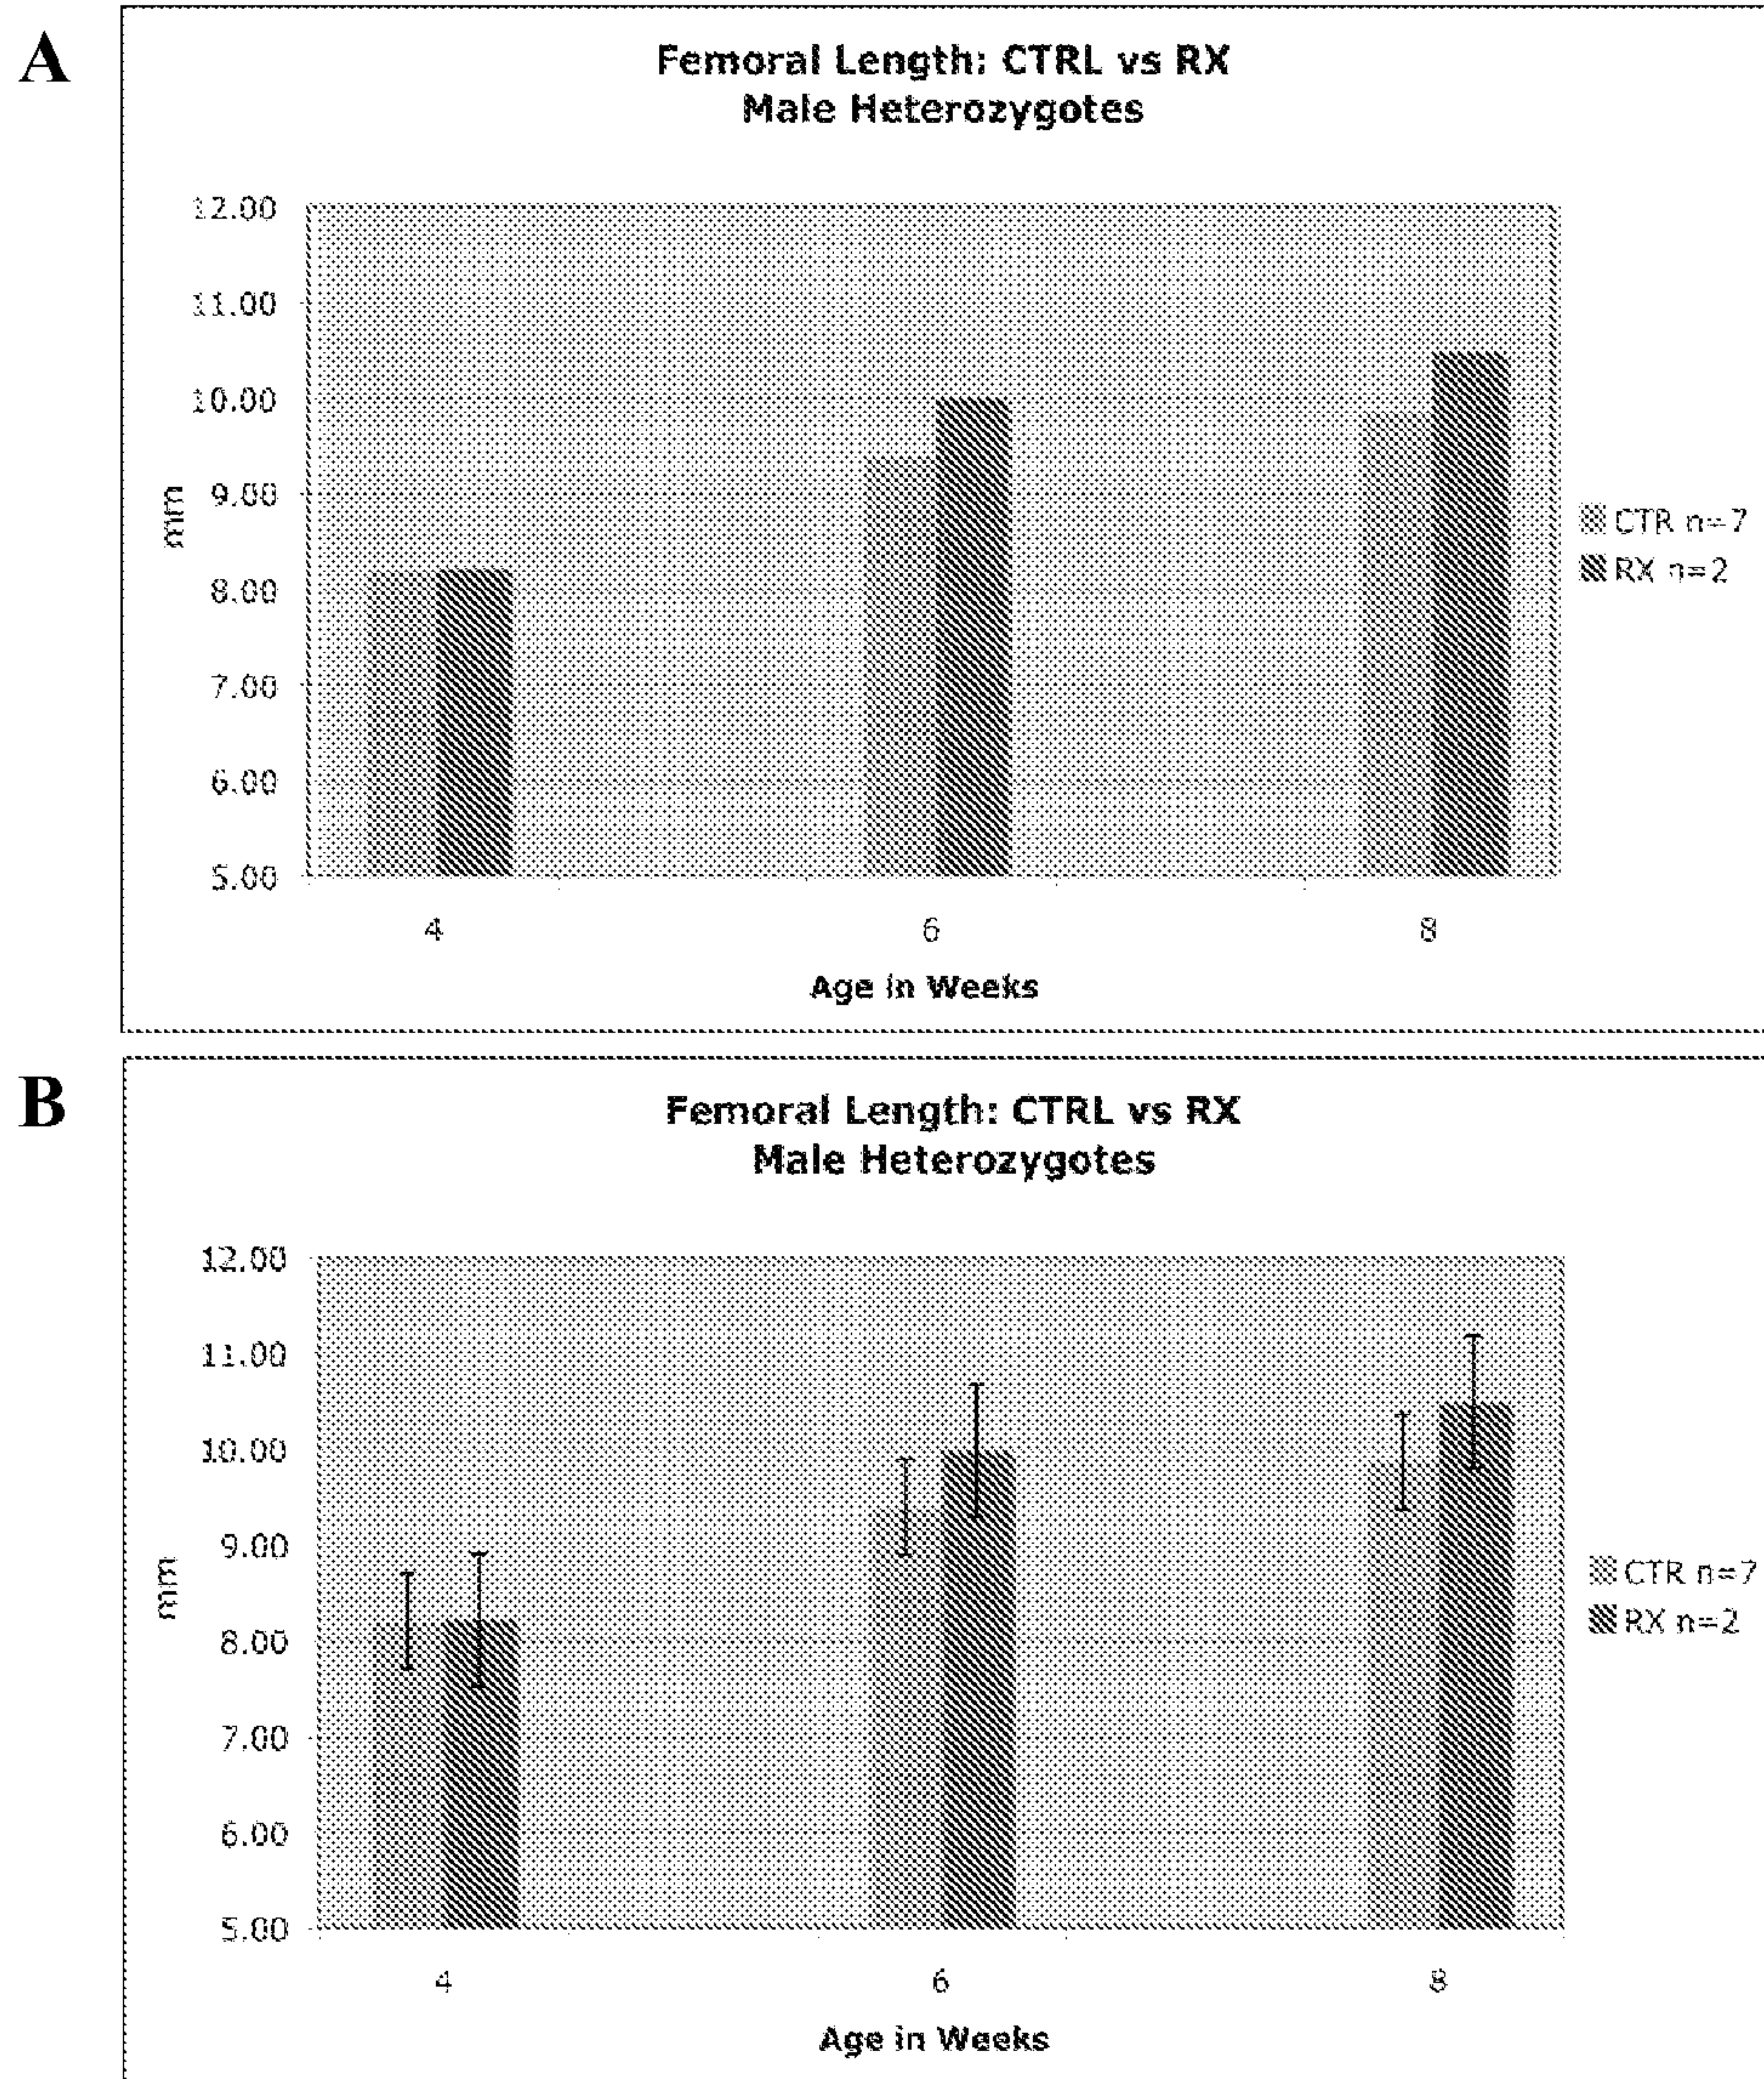 A
Femoral Length: CTRL vs RX
Male Heterozygotes
12.00
11.00
10.00
9.00
8.00
7.00
6.00
5.00
mm
4 6 8
Age in Weeks
CTR n=7
RX n=2
B
Femoral Length: CTRL vs RX
Male Heterozygotes
12.00
11.00
10.00
9.00
8.00
7.00
6.00
5.00
mm
4 6 8
Age in Weeks
CTR n=7
RX n=2